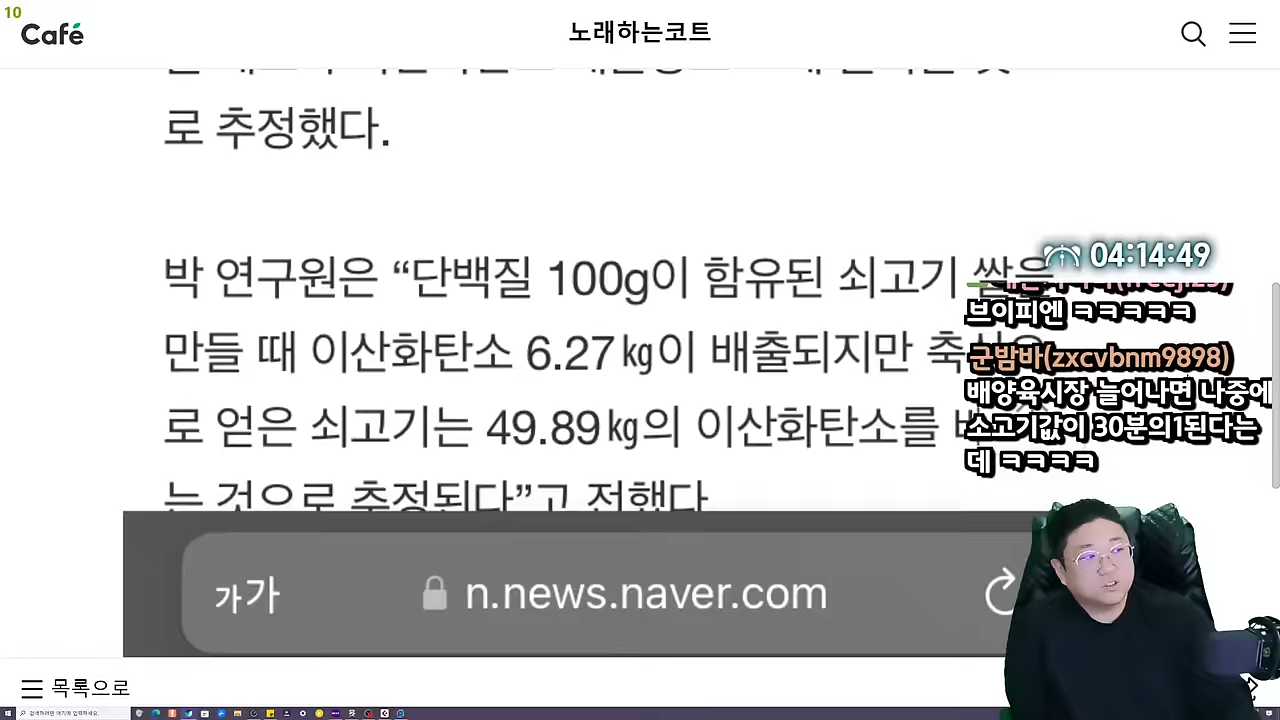 10
Café
노래하는코트
로 추정했다.
박 연구원은 “단백질 100g이 함유된 쇠고기 쌀은
만들 때 이산화탄소 6.27㎏이 배출되지만
로 얻은 쇠고기는 49.89㎏의 이산화탄소를
는 것으로 추정된다”고 전했다
04:14:49
브이피엔 ㅋㅋㅋㅋㅋ
군밤바(zxcvbnm9898)
배양육시장 늘어나면 나중에
소고기값이 30분의1된다는
데 ㅋㅋㅋㅋ
가가
n.news.naver.com
목록으로